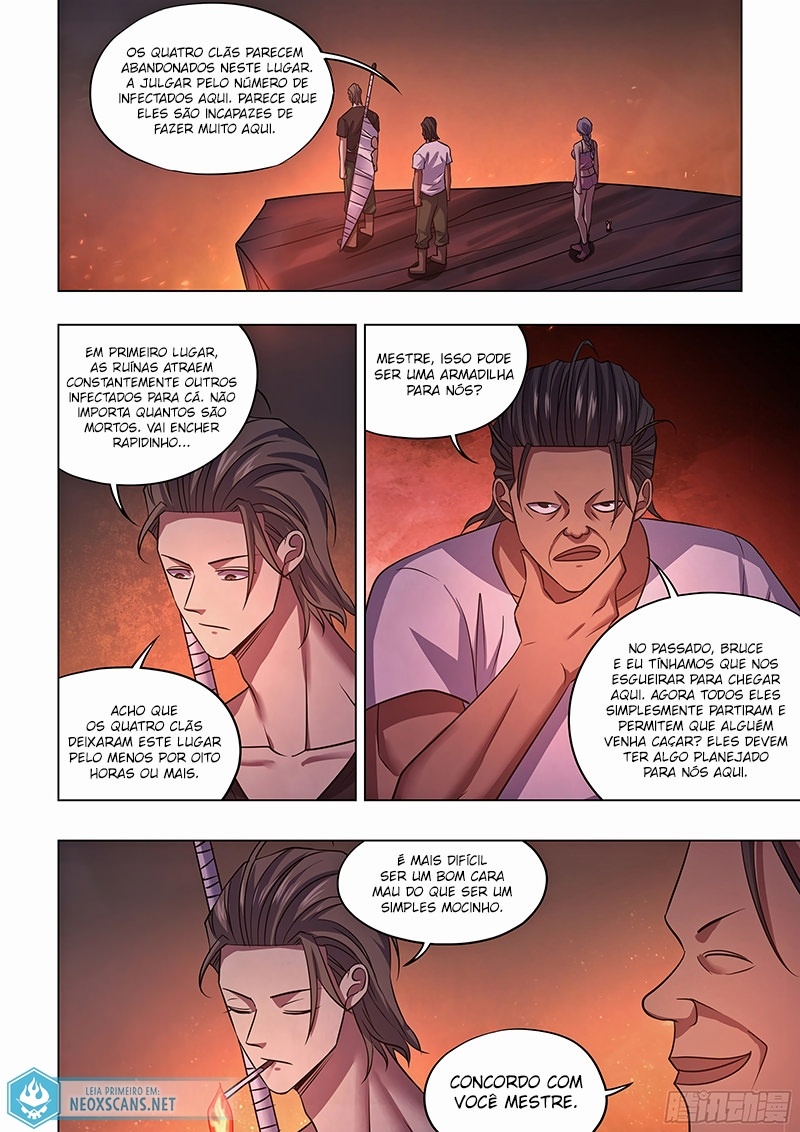 OS QUATRO CLÃS PARECEM
ABANDONADOS NESTE LUGAR.
A JULGAR PELO NÚMERO DE
INFECTADOS AQUI. PARECE QUE
ELES SÃO INCAPAZES DE
FAZER MUITO AQUI.
EM PRIMEIRO LUGAR,
AS RUÍNAS ATRAEM
CONSTANTEMENTE OUTROS
INFECTADOS PARA CÁ. NÃO
IMPORTA QUANTOS SÃO
MORTOS. VAI ENCHER
RAPIDINHO...
ACHO QUE
OS QUATRO CLÃS
DEIXARAM ESTE LUGAR
PELO MENOS POR OITO
HORAS OU MAIS.
MESTRE, ISSO PODE
SER UMA ARMADILHA
PARA NÓS?
NO PASSADO, BRUCE
E EU TÍNHAMOS QUE NOS
ESGUEIRAR PARA CHEGAR
AQUI. AGORA TODOS ELES
SIMPLESMENTE PARTIRAM E
PERMITEM QUE ALGUÉM
VENHA CAÇAR? ELES DEVEM
TER ALGO PLANEJADO
PARA NÓS AQUI.
É MAIS DIFÍCIL
SER UM BOM CARA
MAU DO QUE SER UM
SIMPLES MOCINHO.
CONCORDO COM
VOCÊ MESTRE.
LEIA PRIMEIRO EM:
NEOXSCANS.NET
腾讯动漫